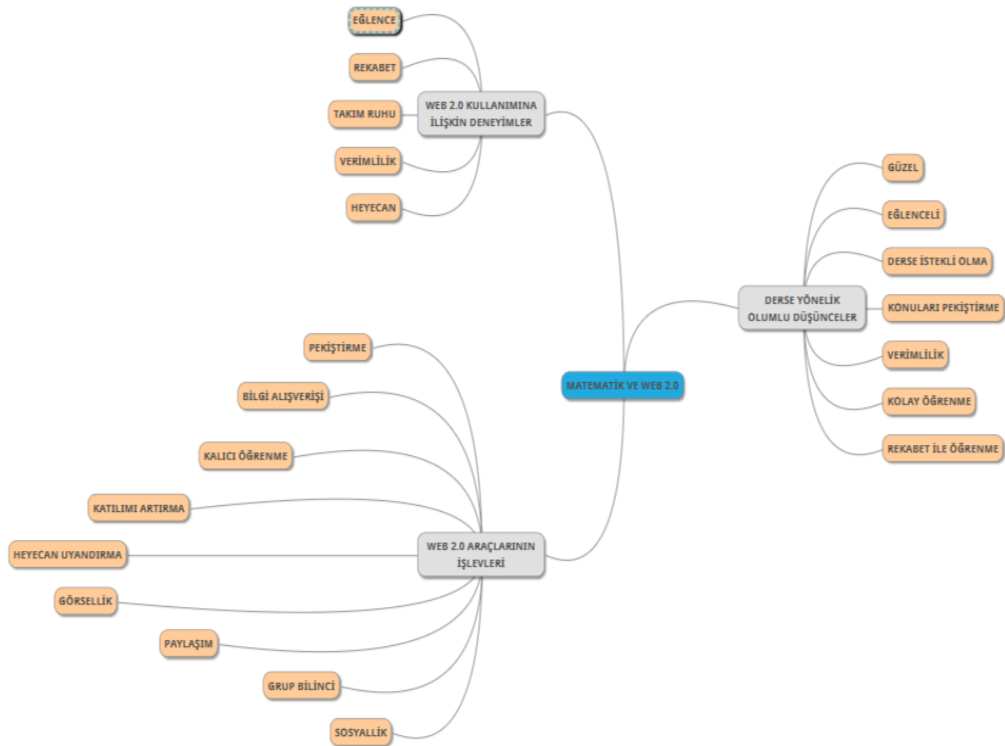 EĞLENCE
REKABET
TAKIM RUHU
VERİMLİLİK
HEYECAN
WEB 2.0 KULLANIMINA
İLİŞKİN DENEYİMLER
GÜZEL
EĞLENCELİ
DERSE İSTEKLİ OLMA
KONULARI PEKİŞTİRME
VERİMLİLİK
KOLAY ÖĞRENME
REKABET İLE ÖĞRENME
DERSE YÖNELİK
OLUMLU DÜŞÜNCELER
MATEMATİK VE WEB 2.0
PEKİŞTİRME
BİLGİ ALIŞVERİŞİ
KALICI ÖĞRENME
KATILIMI ARTIRMA
HEYECAN UYANDIRMA
GÖRSELLİK
PAYLAŞIM
GRUP BİLİNCİ
SOSYALLİK
WEB 2.0 ARAÇLARININ
İŞLEVLERİ